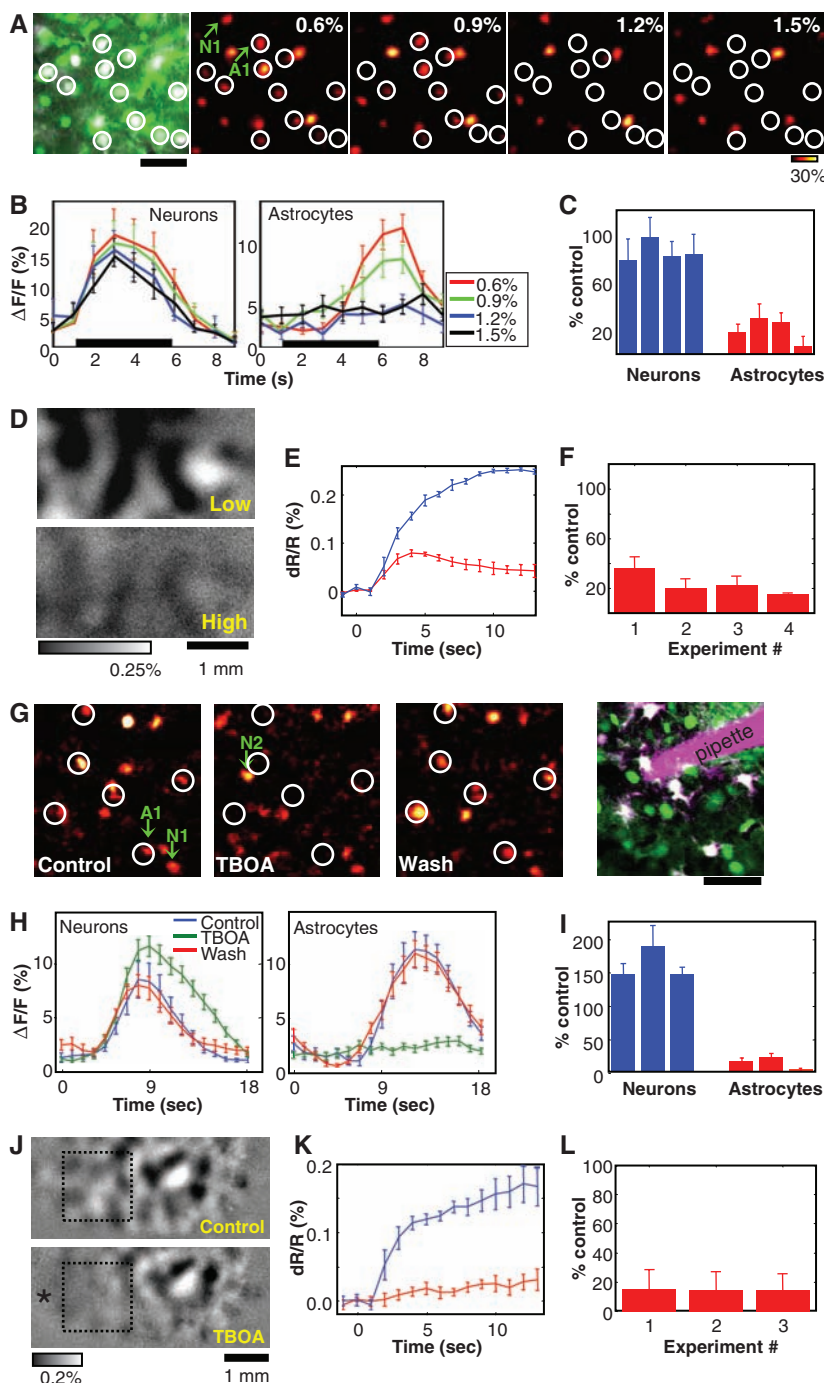 A
N1
A1
0.6%
0.9%
1.2%
1.5%
30%
B
Neurons
Astrocytes
ΔF/F (%)
20
15
10
5
0
10
5
0
0 2 4 6 8
0 2 4 6 8
Time (s)
0.6%
0.9%
1.2%
1.5%
C
% control
100
60
20
Neurons
Astrocytes
D
Low
High
0.25%
1 mm
E
dR/R (%)
0.2
0.1
0
0 5 10
Time (sec)
F
% control
100
60
20
1 2 3 4
Experiment #
G
A1
N1
Control
N2
TBOA
Wash
pipette
H
Neurons
Control
TBOA
Wash
Astrocytes
ΔF/F (%)
10
5
0
10
5
0
0 9 18
0 9 18
Time (sec)
Time (sec)
I
% control
200
150
100
50
0
Neurons
Astrocytes
J
Control
*
TBOA
0.2%
1 mm
K
dR/R (%)
0.2
0.1
0.0
0 5 10
Time (sec)
L
% control
100
80
60
40
20
0
1 2 3
Experiment #